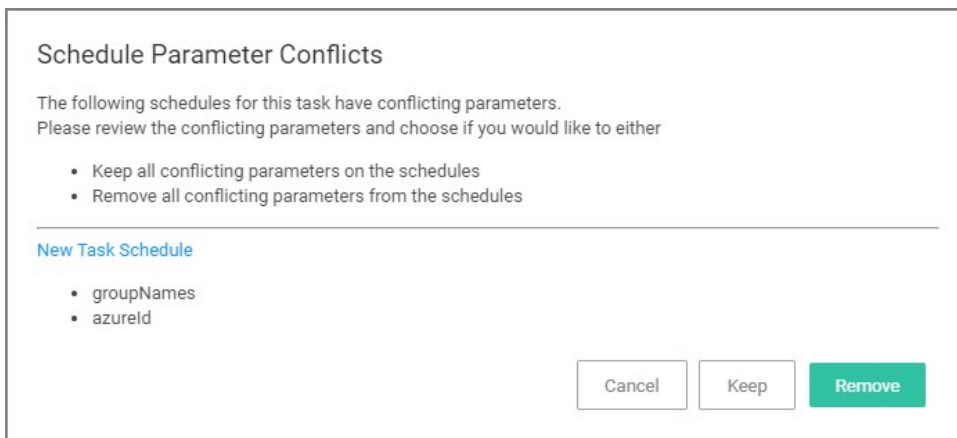 Schedule Parameter Conflicts
The following schedules for this task have conflicting parameters.
Please review the conflicting parameters and choose if you would like to either
• Keep all conflicting parameters on the schedules
• Remove all conflicting parameters from the schedules
New Task Schedule
• groupNames
• azureId
Cancel Keep Remove